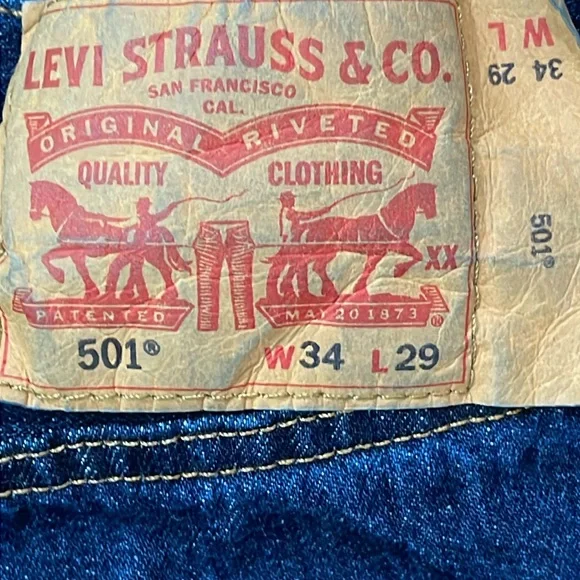 LEVI STRAUSS & CO.
SAN FRANCISCO
CAL.
ORIGINAL RIVETED
QUALITY CLOTHING
XX
PATENTED MAY 20 1873 ®
501® W34 L29
W L
34 29
501®